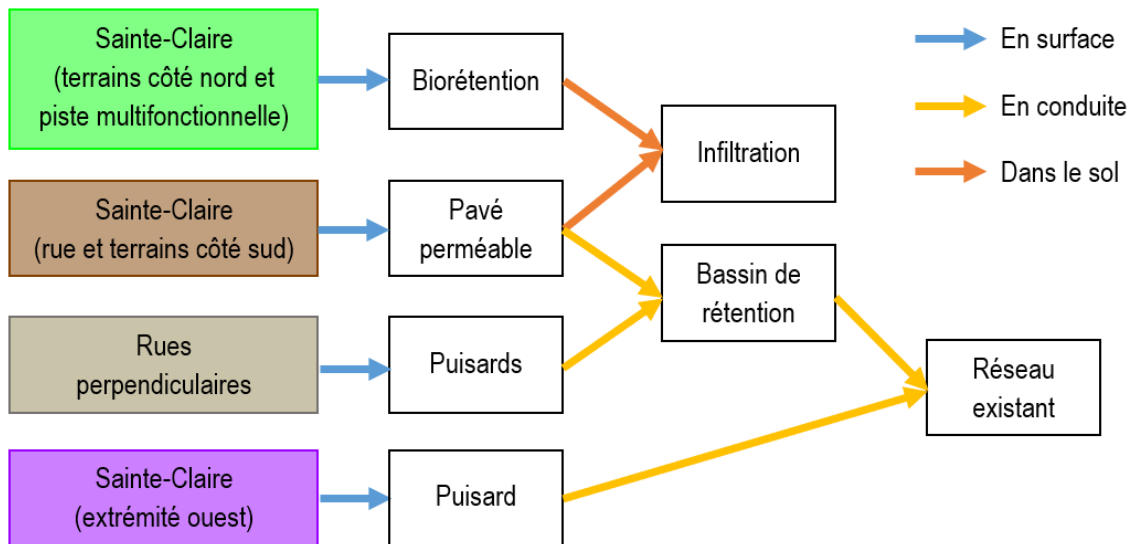 Sainte-Claire
(terrains côté nord et
piste multifonctionnelle)
Biorétention
Infiltration
En surface
En conduite
Dans le sol
Sainte-Claire
(rue et terrains côté sud)
Pavé
perméable
Bassin de
rétention
Rues
perpendiculaires
Puisards
Réseau
existant
Sainte-Claire
(extrémité ouest)
Puisard